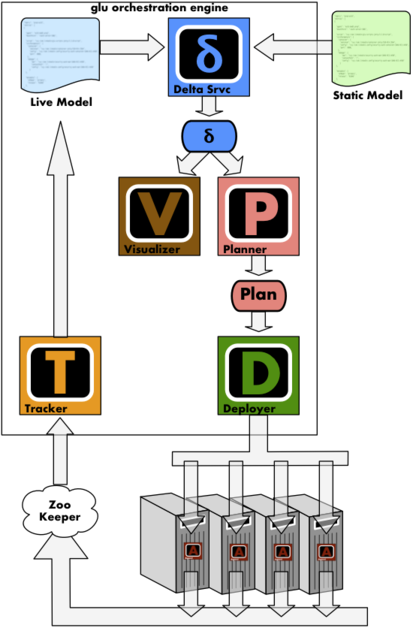 glu orchestration engine
δ
Delta Srvc
Live Model
Static Model
δ
V
Visualizer
P
Planner
Plan
T
Tracker
D
Deployer
Zoo
Keeper
A
A
A
A